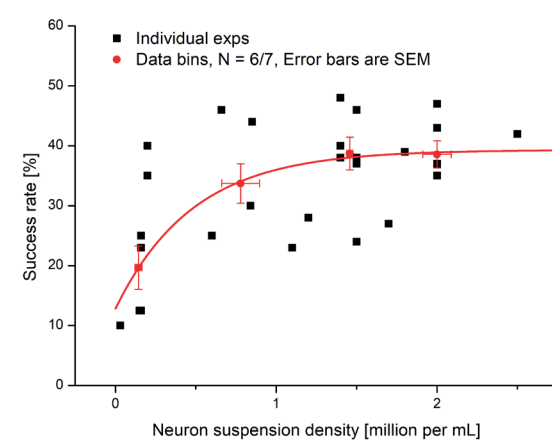 60
Individual exps
Data bins, N = 6/7, Error bars are SEM
50
40
30
20
10
0
Success rate [%]
0 1 2
Neuron suspension density [million per mL]